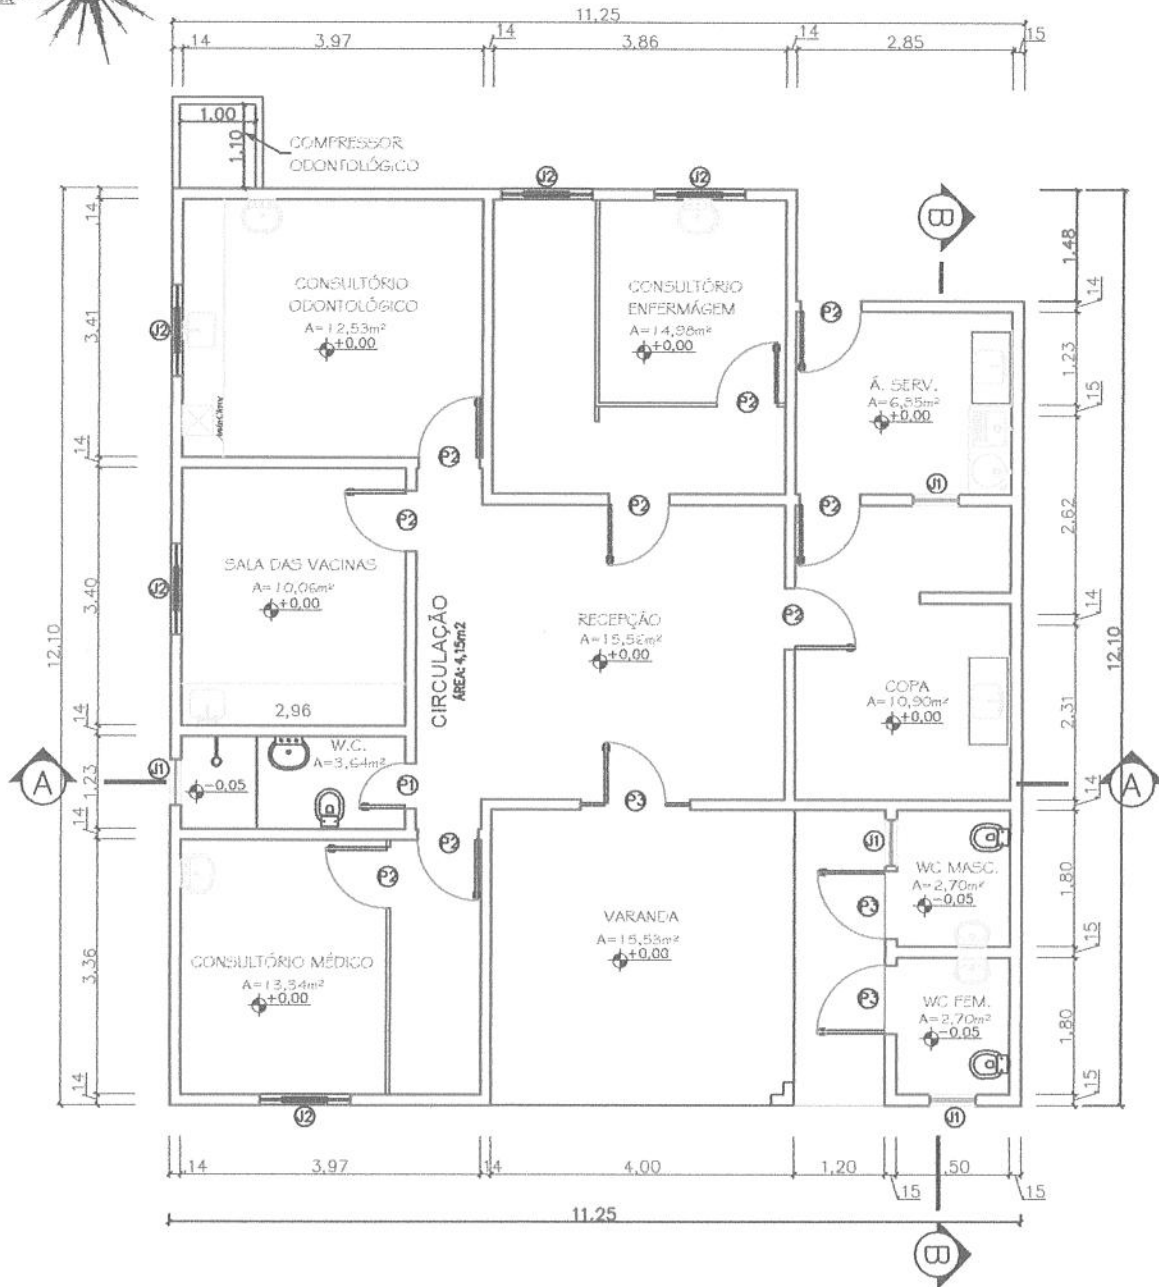 11,25
14
3,97
14
3,86
14
2,85
15
1,00
1,10
COMPRESSOR
ODONTOLÓGICO
J2
J2
B
14
1,48
CONSULTÓRIO
ODONTOLÓGICO
A=12,53m²
+0,00
CONSULTÓRIO
ENFERMÁGEM
A=14,98m²
+0,00
P2
14
3,41
J2
1,23
Á. SERV.
+0,00
P2
15
14
P2
J1
P2
P2
P2
2,62
SALA DAS VACINAS
A=10,06m²
+0,00
J2
3,40
12,10
CIRCULAÇÃO
ÁREA: 4,15m2
RECEPÇÃO
+0,00
P2
14
12,10
COPA
A=10,90m²
+0,00
2,31
14
2,96
W.C.
A=3,64m²
J1
-0,05
P1
A
1,23
P3
A
14
14
P2
P2
J1
WC MASC.
A=2,70m²
-0,05
P3
1,80
VARANDA
A=15,53m²
+0,00
15
3,36
CONSULTÓRIO MÉDICO
A=13,34m²
+0,00
P3
WC FEM.
A=2,70m²
-0,05
1,80
14
J2
J1
15
14
3,97
14
4,00
1,20
15
,50
15
11,25
B